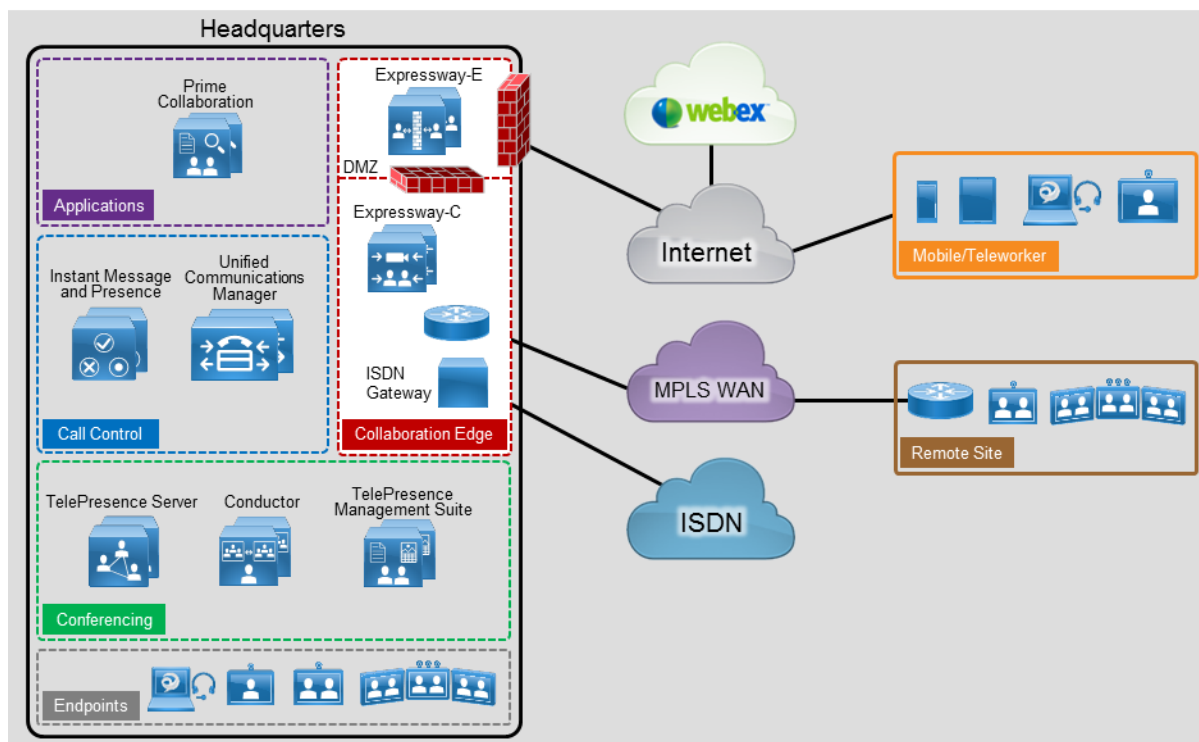 Headquarters
Prime
Collaboration
Applications
Expressway-E
DMZ
Expressway-C
ISDN
Gateway
Collaboration Edge
Instant Message
and Presence
Unified
Communications
Manager
Call Control
TelePresence Server
Conductor
TelePresence
Management Suite
Conferencing
Endpoints
webex™
Internet
MPLS WAN
ISDN
Mobile/Teleworker
Remote Site